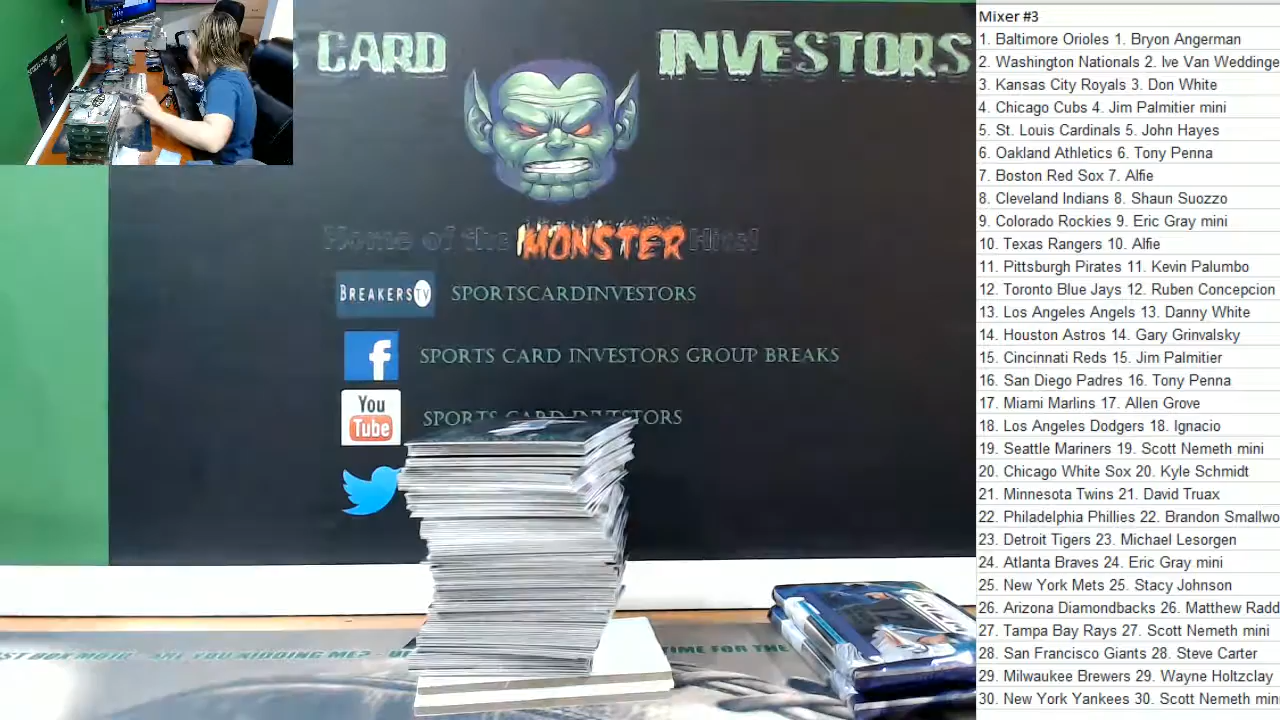 CARD INVESTORS
Home of the MONSTER Hits!
BREAKERS TV SPORTSCARDINVESTORS
f SPORTS CARD INVESTORS GROUP BREAKS
You
Tube SPORTS CARD INVESTORS
TIME FOR THE
Mixer #3
1. Baltimore Orioles 1. Bryon Angerman
2. Washington Nationals 2. Ive Van Weddinge
3. Kansas City Royals 3. Don White
4. Chicago Cubs 4. Jim Palmitier mini
5. St. Louis Cardinals 5. John Hayes
6. Oakland Athletics 6. Tony Penna
7. Boston Red Sox 7. Alfie
8. Cleveland Indians 8. Shaun Suozzo
9. Colorado Rockies 9. Eric Gray mini
10. Texas Rangers 10. Alfie
11. Pittsburgh Pirates 11. Kevin Palumbo
12. Toronto Blue Jays 12. Ruben Concepcion
13. Los Angeles Angels 13. Danny White
14. Houston Astros 14. Gary Grinvalsky
15. Cincinnati Reds 15. Jim Palmitier
16. San Diego Padres 16. Tony Penna
17. Miami Marlins 17. Allen Grove
18. Los Angeles Dodgers 18. Ignacio
19. Seattle Mariners 19. Scott Nemeth mini
20. Chicago White Sox 20. Kyle Schmidt
21. Minnesota Twins 21. David Truax
22. Philadelphia Phillies 22. Brandon Smallwo
23. Detroit Tigers 23. Michael Lesorgen
24. Atlanta Braves 24. Eric Gray mini
25. New York Mets 25. Stacy Johnson
26. Arizona Diamondbacks 26. Matthew Radd
27. Tampa Bay Rays 27. Scott Nemeth mini
28. San Francisco Giants 28. Steve Carter
29. Milwaukee Brewers 29. Wayne Holtzclay
30. New York Yankees 30. Scott Nemeth min